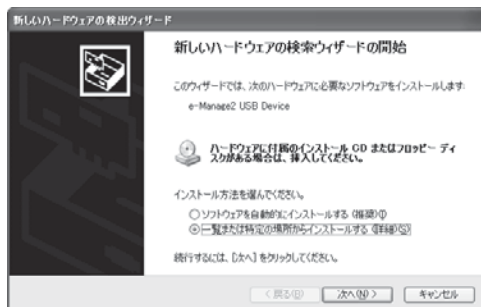 新しいハードウェアの検出ウィザード
新しいハードウェアの検索ウィザードの開始
このウィザードでは、次のハードウェアに必要なソフトウェアをインストールします:
e-Manage2 USB Device
ハードウェアに付属のインストール CD またはフロッピー ディ
スクがある場合は、挿入してください。
インストール方法を選んでください。
ソフトウェアを自動的にインストールする (推奨)(I)
一覧または特定の場所からインストールする (詳細)(S)
続行するには、[次へ] をクリックしてください。
< 戻る(B) 次へ(N) > キャンセル